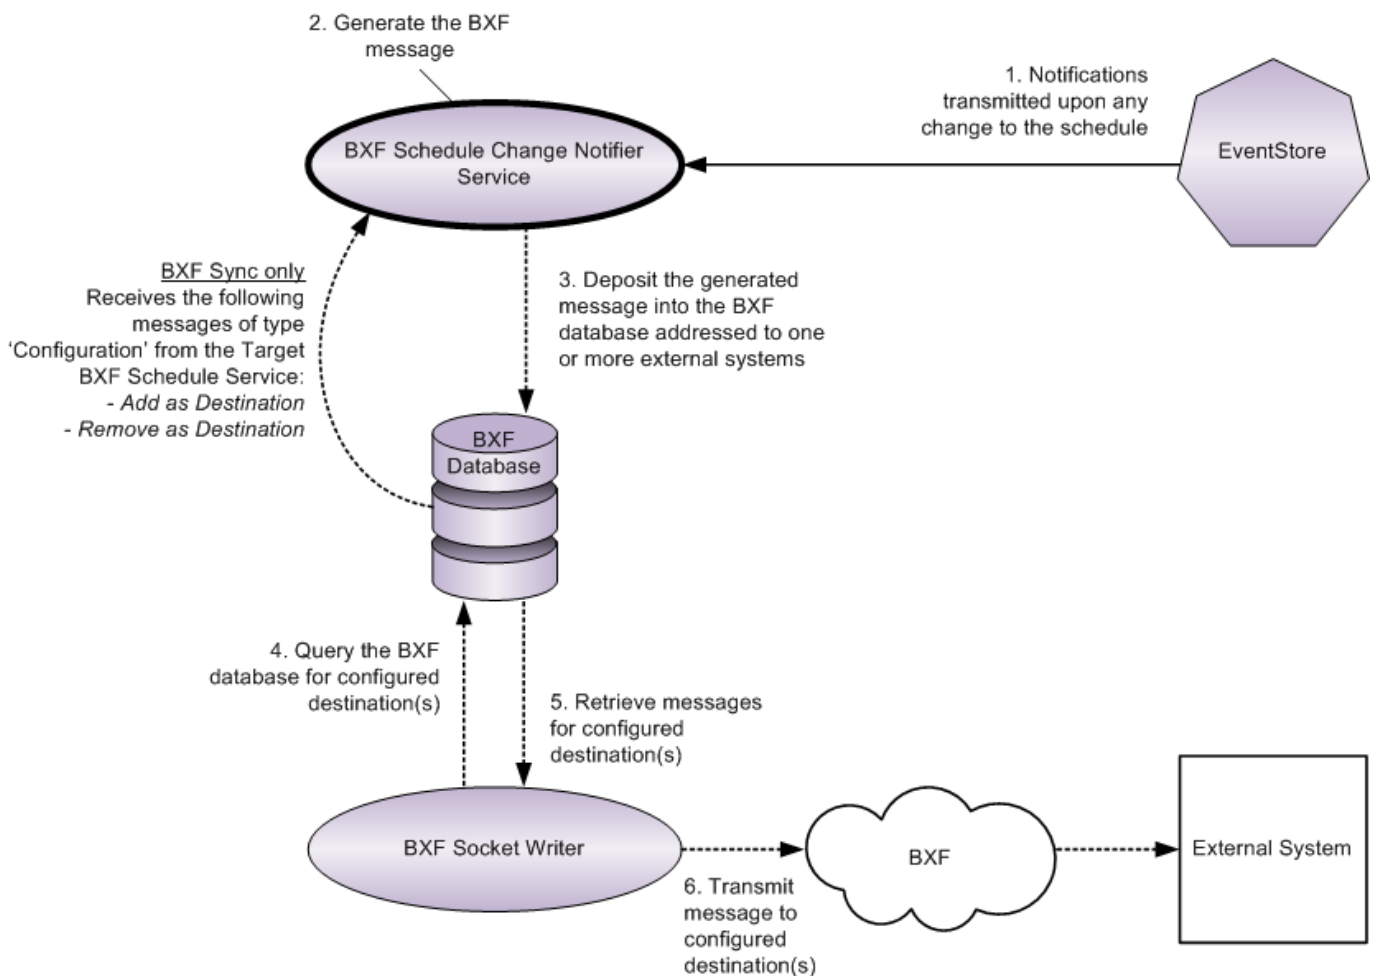 2. Generate the BXF
message
1. Notifications
transmitted upon any
change to the schedule
BXF Schedule Change Notifier
Service
EventStore
BXF Sync only
Receives the following
messages of type
‘Configuration’ from the Target
BXF Schedule Service:
- Add as Destination
- Remove as Destination
3. Deposit the generated
message into the BXF
database addressed to one
or more external systems
BXF
Database
4. Query the BXF
database for configured
destination(s)
5. Retrieve messages
for configured
destination(s)
BXF Socket Writer
6. Transmit
message to
configured
destination(s)
BXF
External System